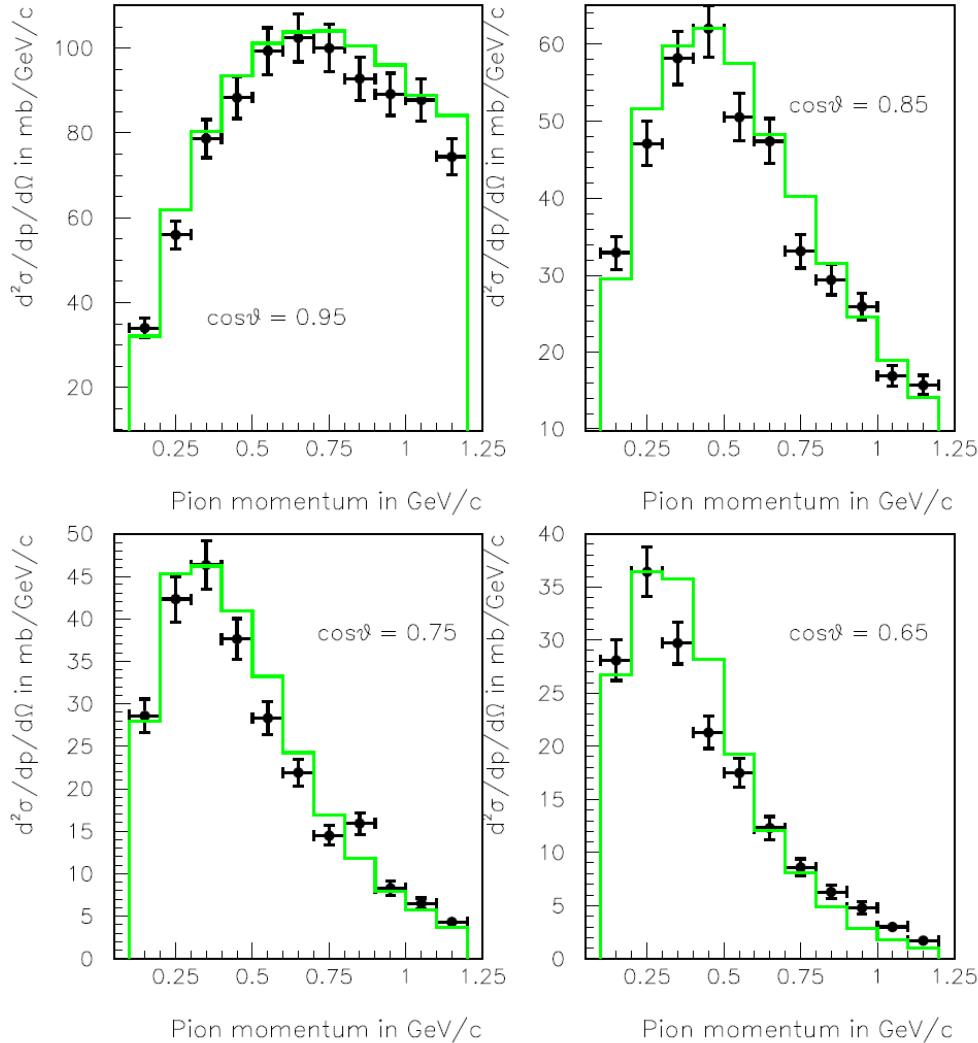 d²σ/dp/dΩ in mb/GeV/c
100
80
60
40
20
cosϑ = 0.95
0.25 0.5 0.75 1 1.25
Pion momentum in GeV/c
d²σ/dp/dΩ in mb/GeV/c
60
50
40
30
20
10
cosϑ = 0.85
0.25 0.5 0.75 1 1.25
Pion momentum in GeV/c
d²σ/dp/dΩ in mb/GeV/c
50
45
40
35
30
25
20
15
10
5
0
cosϑ = 0.75
0.25 0.5 0.75 1 1.25
Pion momentum in GeV/c
d²σ/dp/dΩ in mb/GeV/c
40
35
30
25
20
15
10
5
0
cosϑ = 0.65
0.25 0.5 0.75 1 1.25
Pion momentum in GeV/c